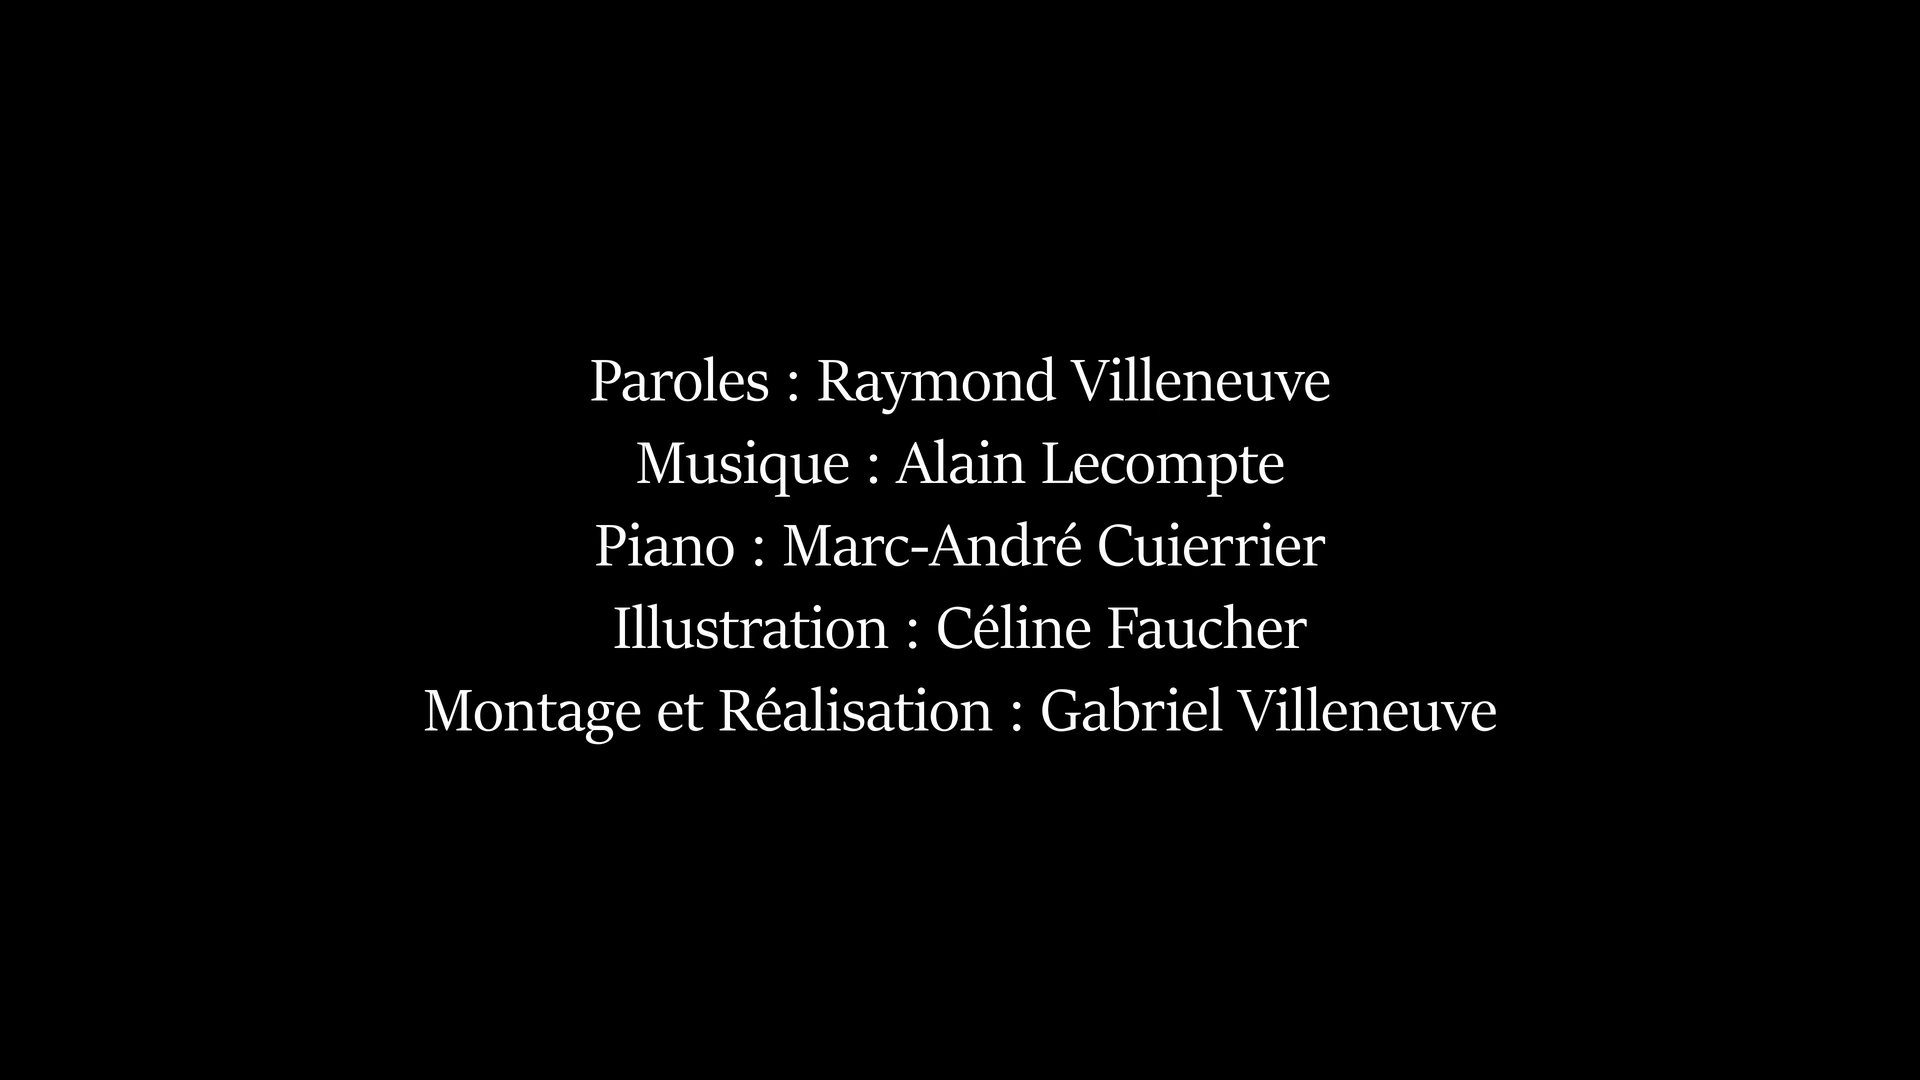 Paroles : Raymond Villeneuve
Musique : Alain Lecompte
Piano : Marc-André Cuierrier
Illustration : Céline Faucher
Montage et Réalisation : Gabriel Villeneuve